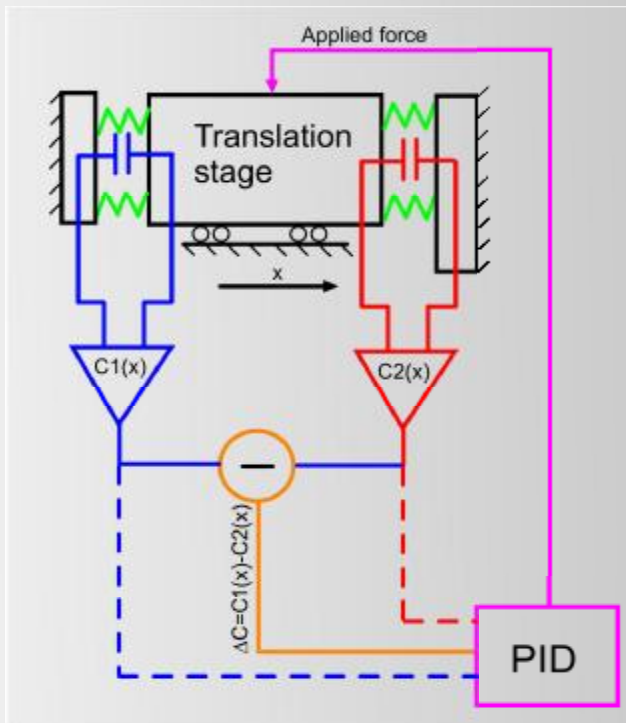 Applied force
Translation
stage
x
C1(x)
C2(x)
ΔC=C1(x)-C2(x)
PID